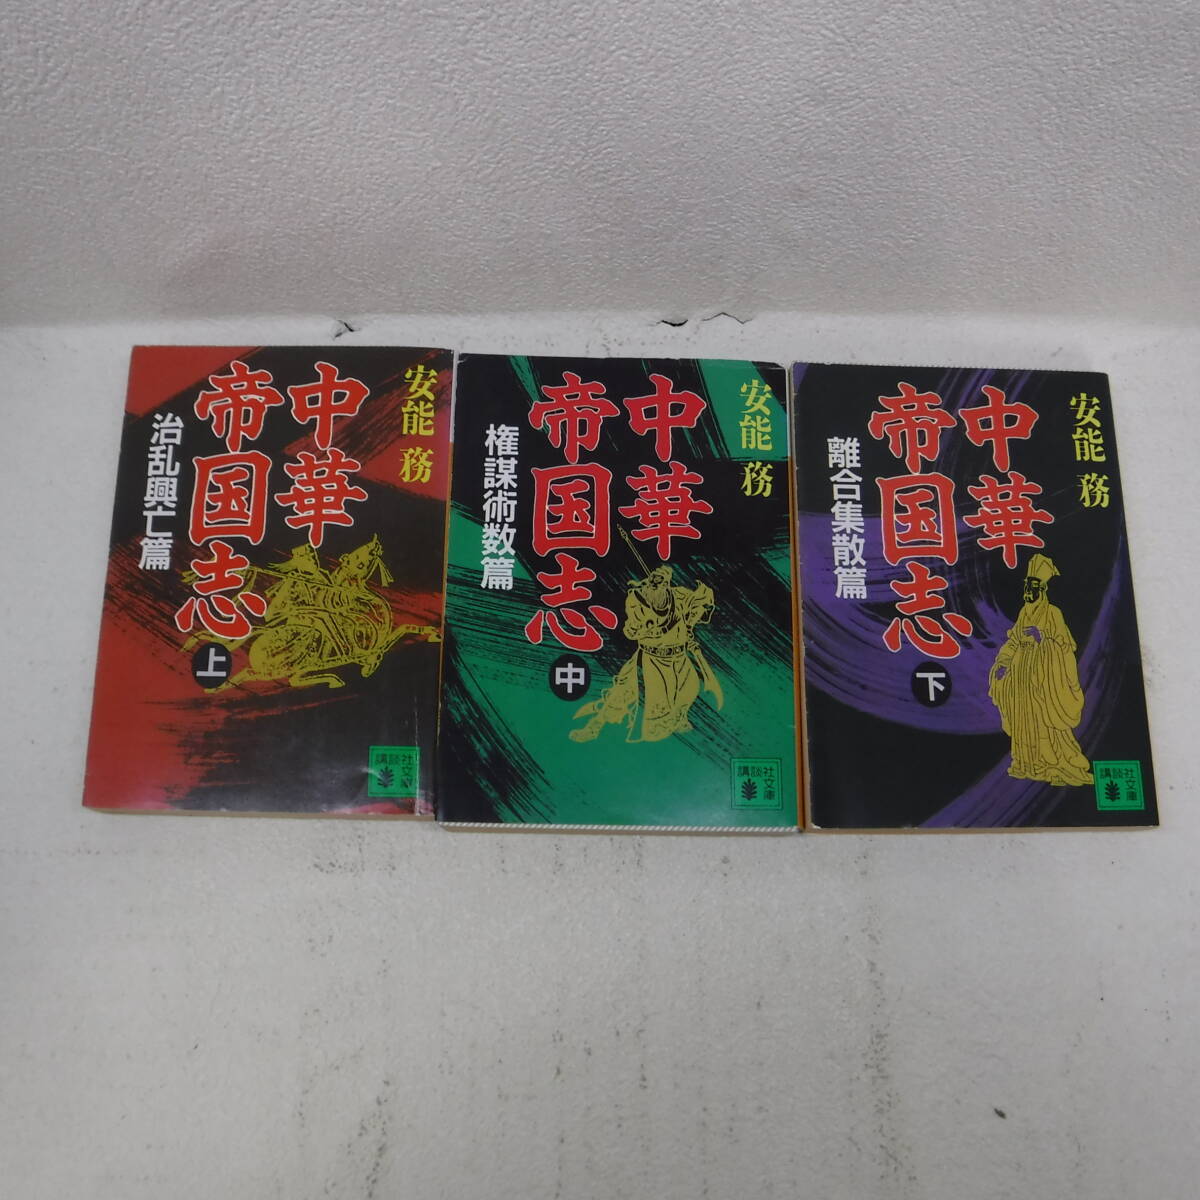 安能 務
中華
帝国志
治乱興亡篇
上
講談社
文庫
安能 務
中華
帝国志
権謀術数篇
中
講談社
文庫
安能 務
中華
帝国志
離合集散篇
下
講談社
文庫